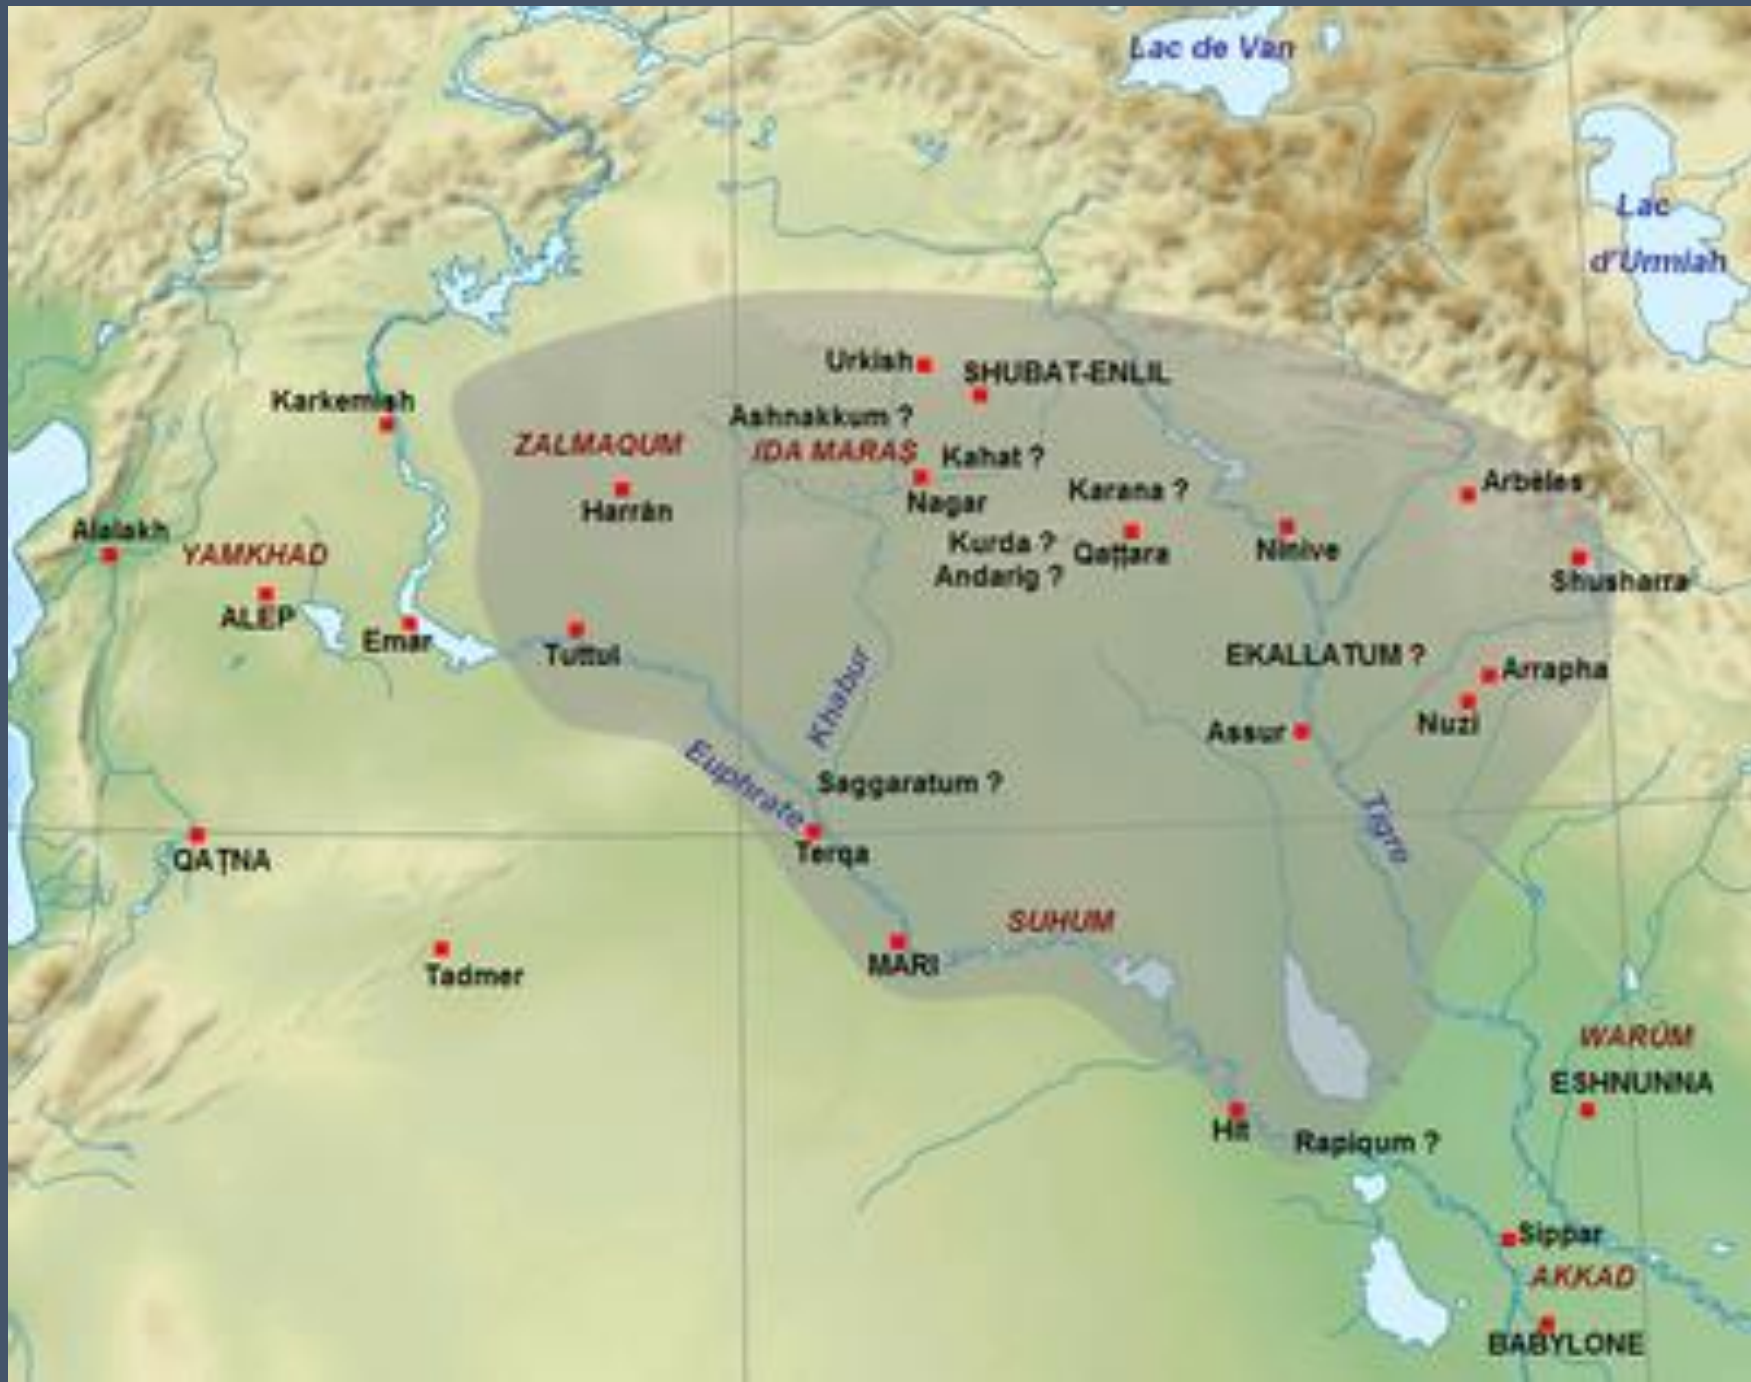 Lac de Van
Lac
d'Urmiah
Urkish
SHUBAT-ENLIL
Karkemish
Ashnakkum ?
ZALMAQUM
IDA MARAṢ
Kahat ?
Arbèles
Karana ?
Nagar
Harrân
Alalakh
YAMKHAD
Kurda ?
Qaṭṭara
Ninive
Andarig ?
Shusharra
ALEP
Emar
Tuttul
EKALLATUM ?
Arrapha
Khabur
Nuzi
Assur
Euphrate
Saggaratum ?
Tigre
Terqa
QAṬNA
SUHUM
MARI
Tadmer
WARÛM
ESHNUNNA
Hit
Rapiqum ?
Sippar
AKKAD
BABYLONE